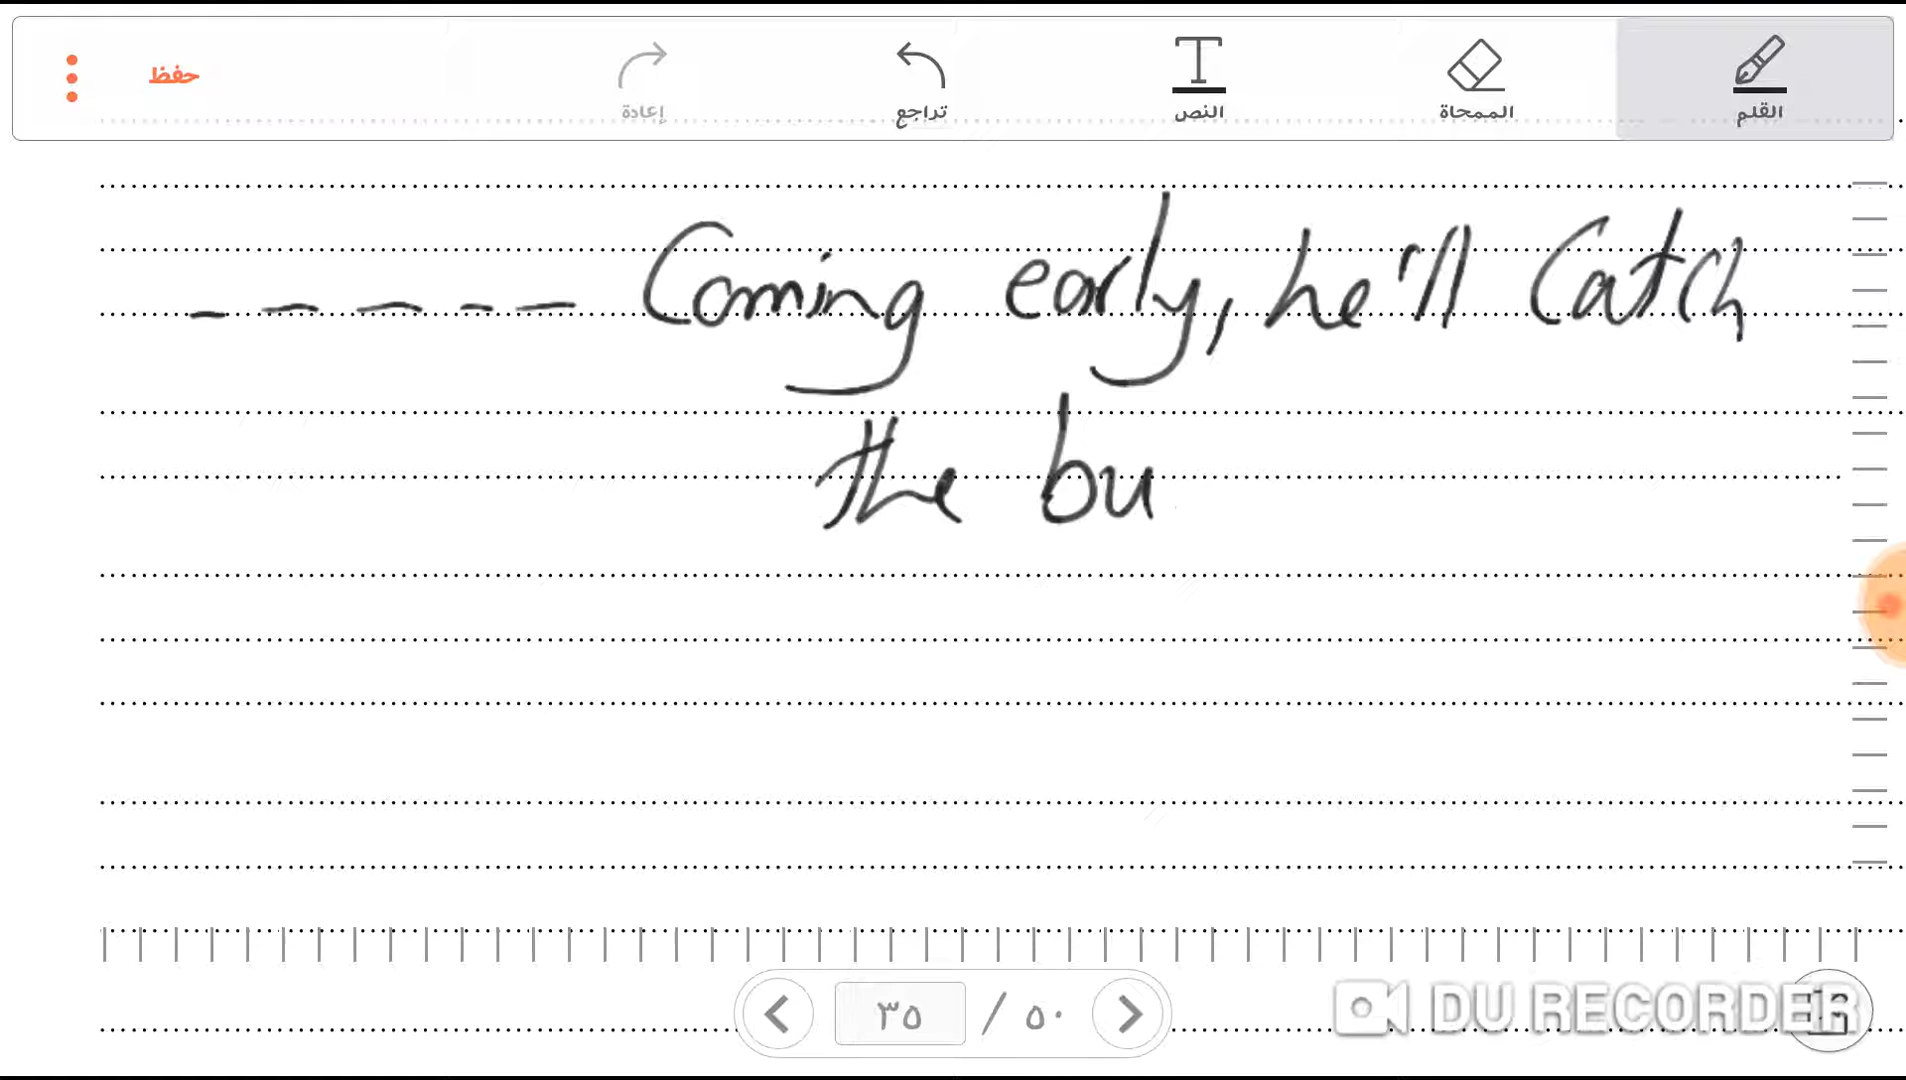 حفظ إعادة تراجع النص الممحاة القلم
----- Coming early, he'll Catch
the bu
٣٥ / ٥٠
DU RECORDER